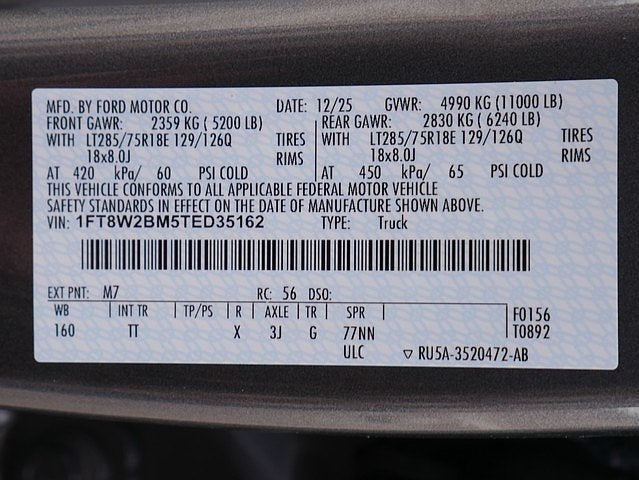 MFD. BY FORD MOTOR CO. DATE: 12/25 GVWR: 4990 KG (11000 LB)
FRONT GAWR: 2359 KG ( 5200 LB) REAR GAWR: 2830 KG ( 6240 LB)
WITH LT285/75R18E 129/126Q TIRES WITH LT285/75R18E 129/126Q TIRES
18x8.0J RIMS 18x8.0J RIMS
AT 420 kPa/ 60 PSI COLD AT 450 kPa/ 65 PSI COLD
THIS VEHICLE CONFORMS TO ALL APPLICABLE FEDERAL MOTOR VEHICLE
SAFETY STANDARDS IN EFFECT ON THE DATE OF MANUFACTURE SHOWN ABOVE.
VIN: 1FT8W2BM5TED35162 TYPE: Truck
EXT PNT: M7 RC: 56 DSO:
WB INT TR TP/PS R AXLE TR SPR F0156
160 TT X 3J G 77NN T0892
ULC ▽ RU5A-3520472-AB